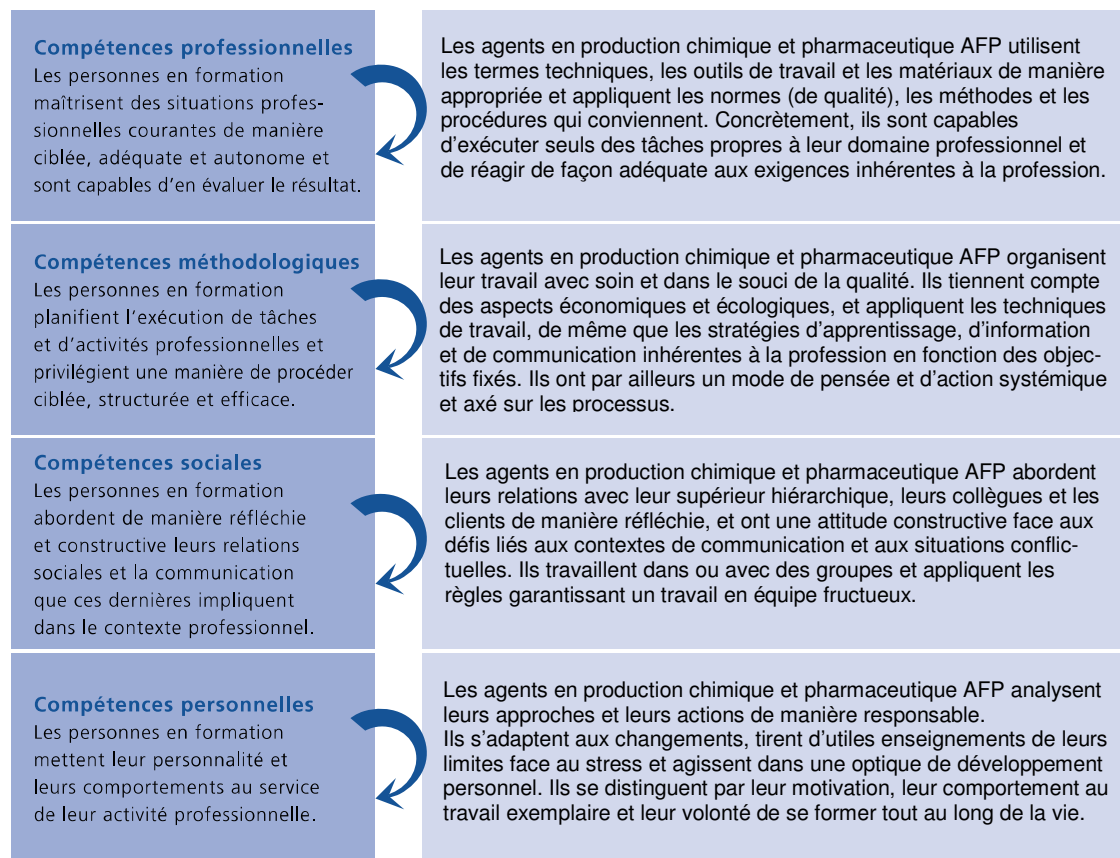 Compétences professionnelles
Les personnes en formation
maîtrisent des situations profes-
sionnelles courantes de manière
ciblée, adéquate et autonome et
sont capables d'en évaluer le résultat.
Les agents en production chimique et pharmaceutique AFP utilisent
les termes techniques, les outils de travail et les matériaux de manière
appropriée et appliquent les normes (de qualité), les méthodes et les
procédures qui conviennent. Concrètement, ils sont capables
d'exécuter seuls des tâches propres à leur domaine professionnel et
de réagir de façon adéquate aux exigences inhérentes à la profession.
Compétences méthodologiques
Les personnes en formation
planifient l'exécution de tâches
et d'activités professionnelles et
privilégient une manière de procéder
ciblée, structurée et efficace.
Les agents en production chimique et pharmaceutique AFP organisent
leur travail avec soin et dans le souci de la qualité. Ils tiennent compte
des aspects économiques et écologiques, et appliquent les techniques
de travail, de même que les stratégies d'apprentissage, d'information
et de communication inhérentes à la profession en fonction des objec-
tifs fixés. Ils ont par ailleurs un mode de pensée et d'action systémique
et axé sur les processus.
Compétences sociales
Les personnes en formation
abordent de manière réfléchie
et constructive leurs relations
sociales et la communication
que ces dernières impliquent
dans le contexte professionnel.
Les agents en production chimique et pharmaceutique AFP abordent
leurs relations avec leur supérieur hiérarchique, leurs collègues et les
clients de manière réfléchie, et ont une attitude constructive face aux
défis liés aux contextes de communication et aux situations conflic-
tuelles. Ils travaillent dans ou avec des groupes et appliquent les
règles garantissant un travail en équipe fructueux.
Compétences personnelles
Les personnes en formation
mettent leur personnalité et
leurs comportements au service
de leur activité professionnelle.
Les agents en production chimique et pharmaceutique AFP analysent
leurs approches et leurs actions de manière responsable.
Ils s'adaptent aux changements, tirent d'utiles enseignements de leurs
limites face au stress et agissent dans une optique de développement
personnel. Ils se distinguent par leur motivation, leur comportement au
travail exemplaire et leur volonté de se former tout au long de la vie.